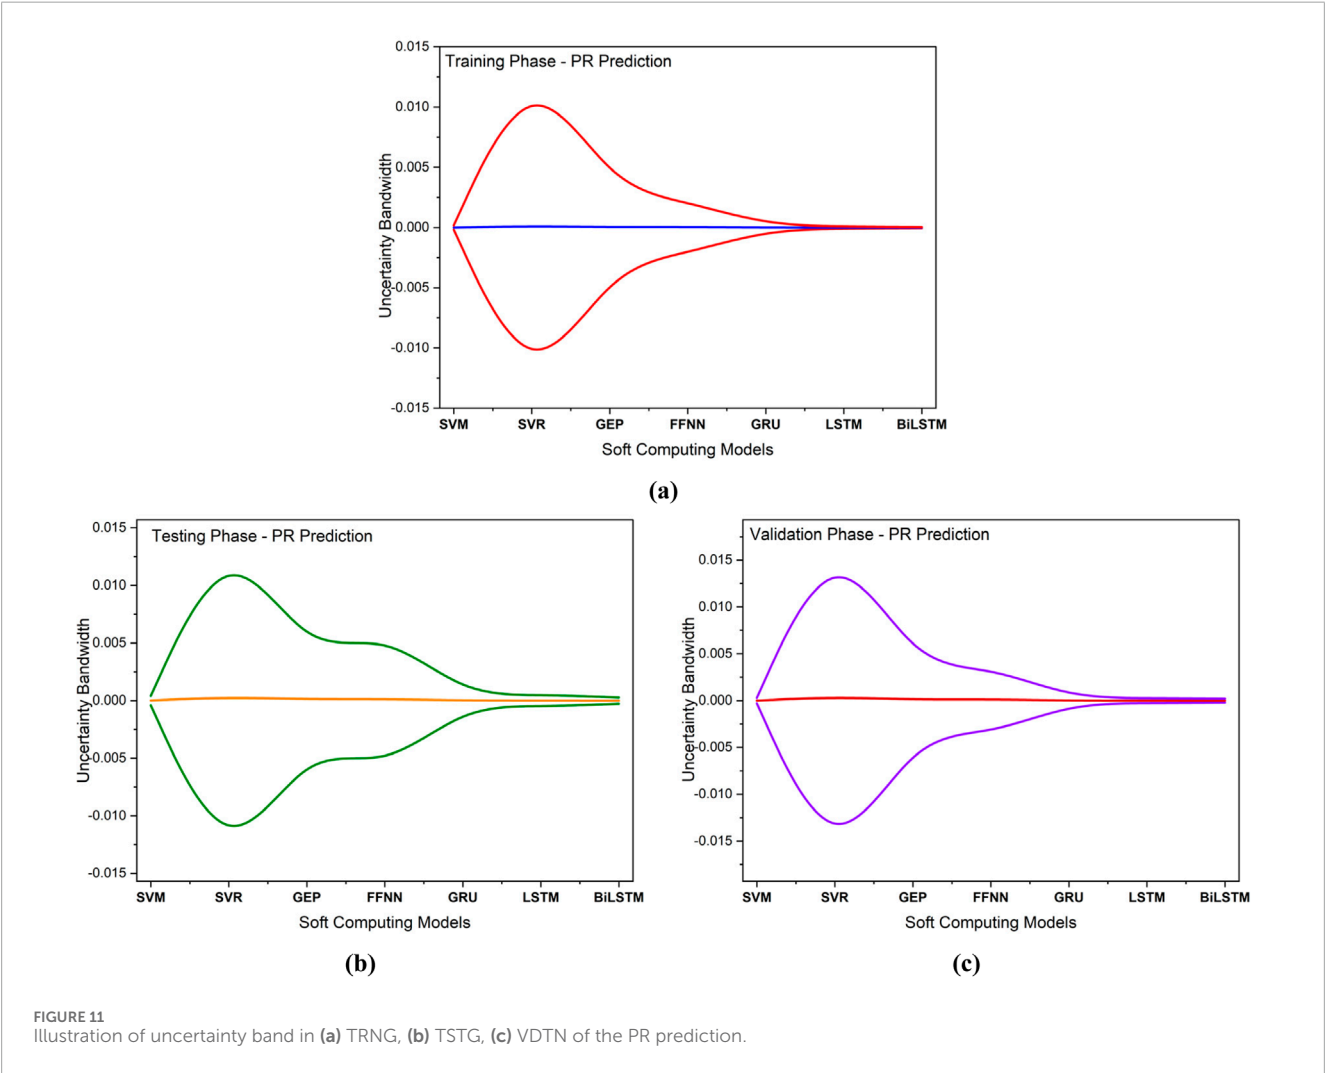 Training Phase - PR Prediction
Uncertainty Bandwidth
0.015
0.010
0.005
0.000
-0.005
-0.010
-0.015
SVM SVR GEP FFNN GRU LSTM BiLSTM
Soft Computing Models
(a)
Testing Phase - PR Prediction
Uncertainty Bandwidth
0.015
0.010
0.005
0.000
-0.005
-0.010
-0.015
SVM SVR GEP FFNN GRU LSTM BiLSTM
Soft Computing Models
(b)
Validation Phase - PR Prediction
Uncertainty Bandwidth
0.015
0.010
0.005
0.000
-0.005
-0.010
-0.015
SVM SVR GEP FFNN GRU LSTM BiLSTM
Soft Computing Models
(c)
FIGURE 11
Illustration of uncertainty band in (a) TRNG, (b) TSTG, (c) VDTN of the PR prediction.